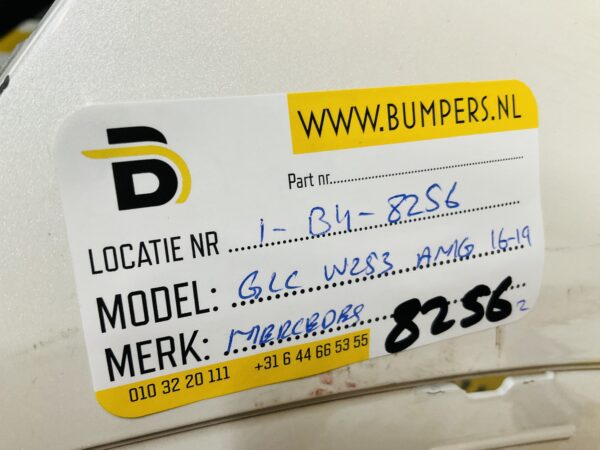 WWW.BUMPERS.NL
B
Part nr.
LOCATIE NR 1-B4-8256
MODEL: GLC W253 AMG 16-19
MERK: MERCEDES 8256 2
010 32 20 111 +31 6 44 66 53 55